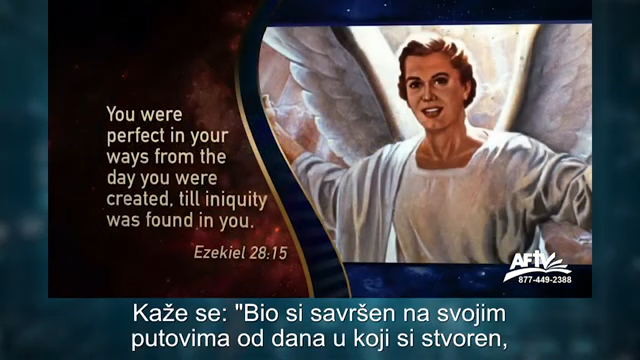 You were
perfect in your
ways from the
day you were
created, till iniquity
was found in you.
Ezekiel 28:15
AFtv
877-449-2388
Kaže se: "Bio si savršen na svojim
putovima od dana u koji si stvoren,